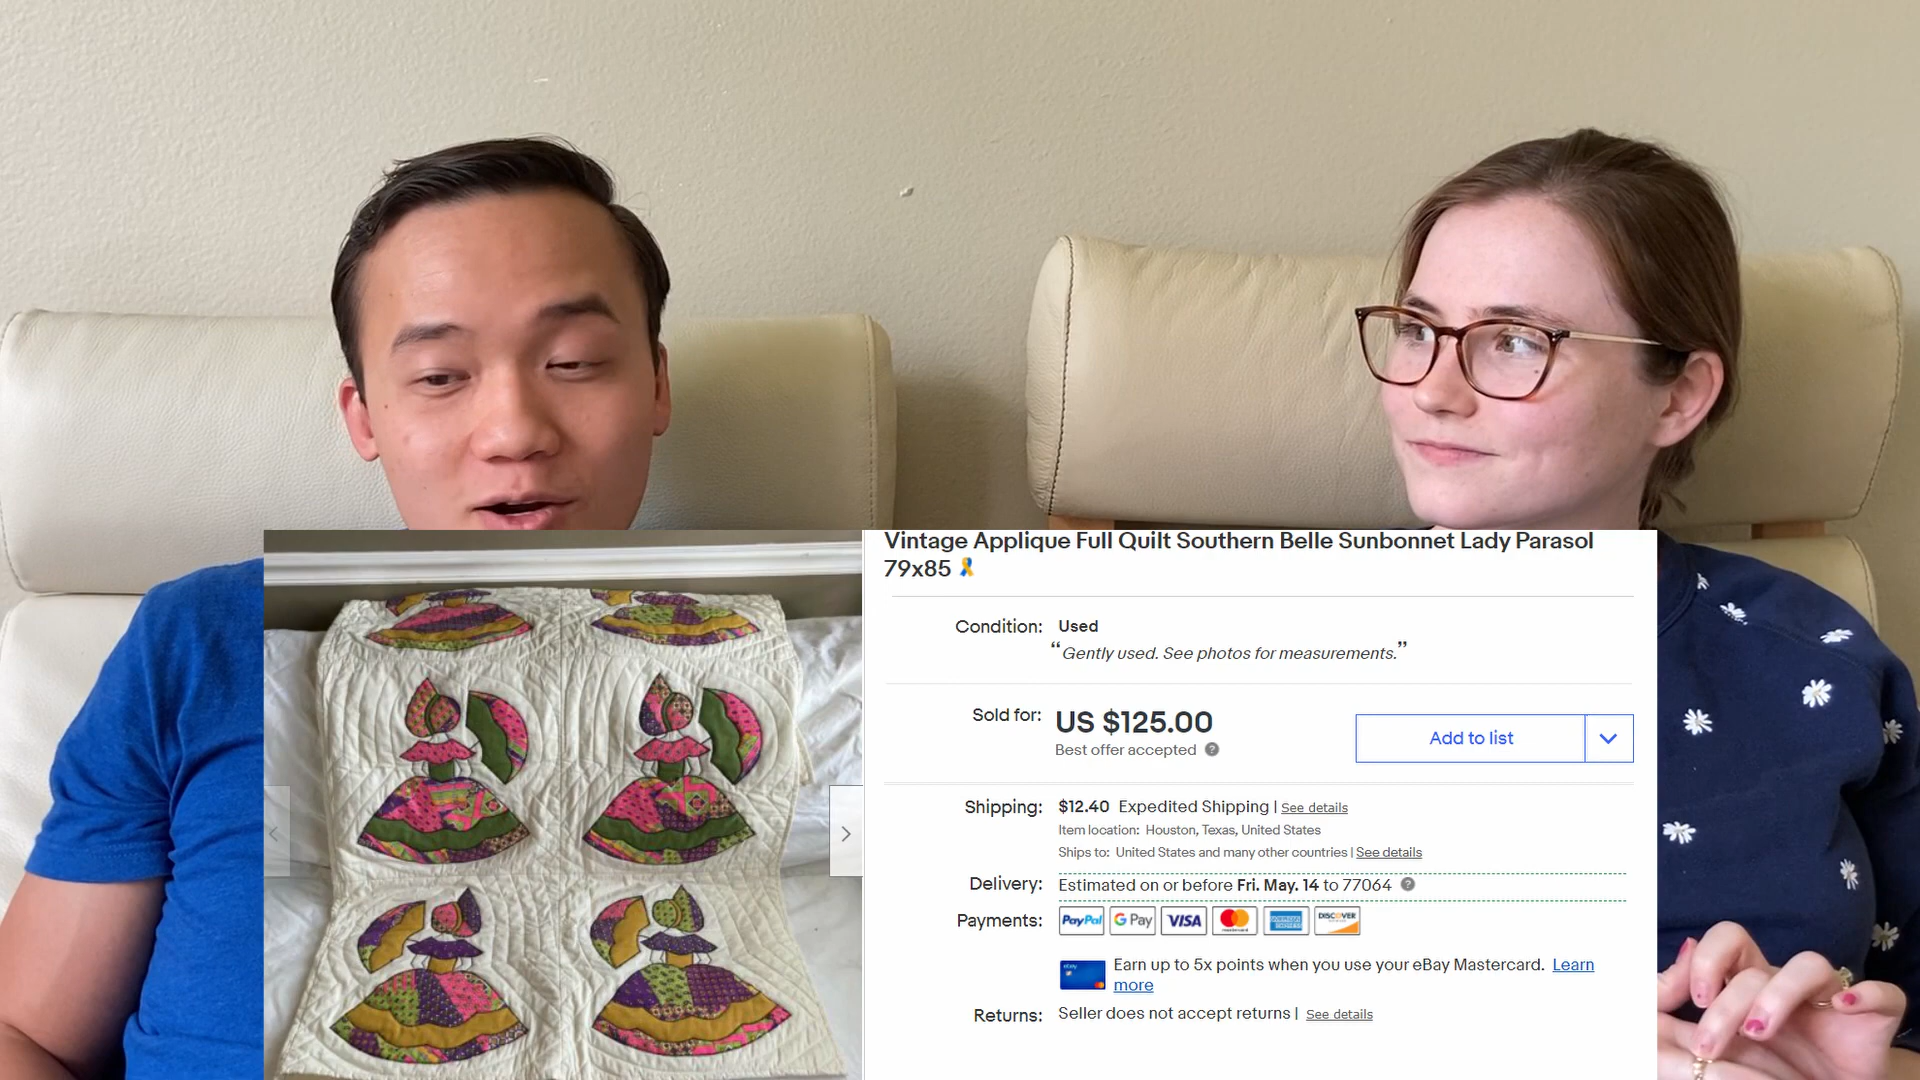 Vintage Applique Full Quilt Southern Belle Sunbonnet Lady Parasol
79x85
Condition: Used
“Gently used. See photos for measurements.”
Sold for: US $125.00
Best offer accepted
Add to list
Shipping: $12.40 Expedited Shipping | See details
Item location: Houston, Texas, United States
Ships to: United States and many other countries | See details
Delivery: Estimated on or before Fri. May. 14 to 77064
Payments: PayPal G Pay VISA mastercard AMERICAN EXPRESS DISCOVER
ebay
Earn up to 5x points when you use your eBay Mastercard. Learn
more
Returns: Seller does not accept returns | See details